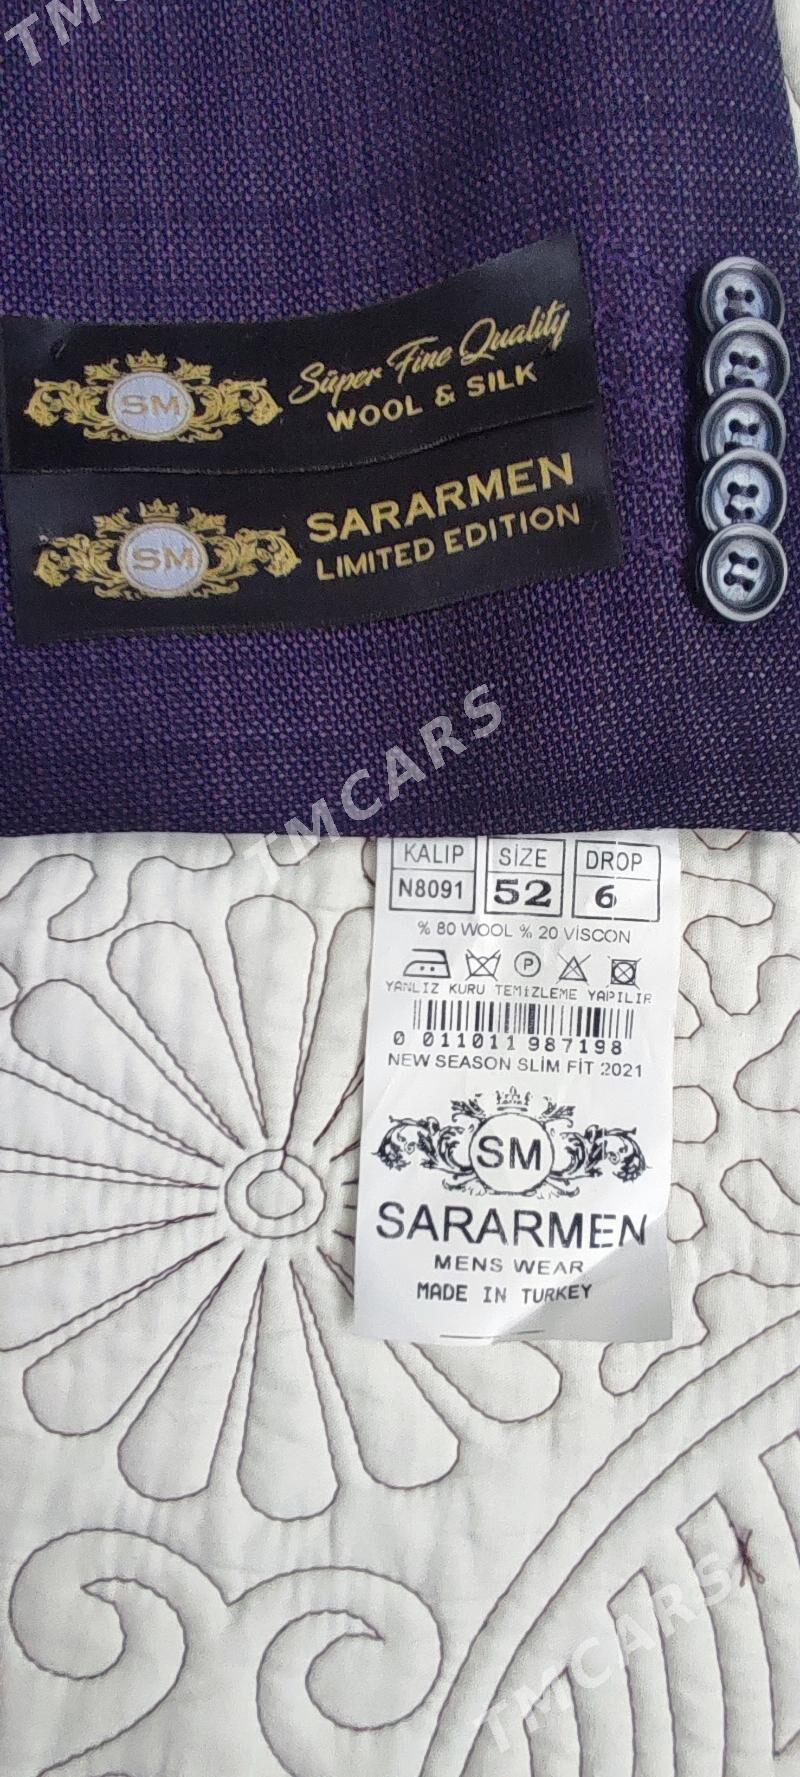 TMCARS
Süper Fine Quality
SM
WOOL & SILK
SARARMEN
SM
LIMITED EDITION
TMCARS
KALIP
SİZE
DROP
N8091
52
6
% 80 WOOL % 20 VİSCON
P
YANLIZ KURU TEMİZLEME YAPILIR
0 011011 987198
NEW SEASON SLİM FİT 2021
SM
SARARMEN
MENS WEAR
MADE IN TURKEY
TMCARS